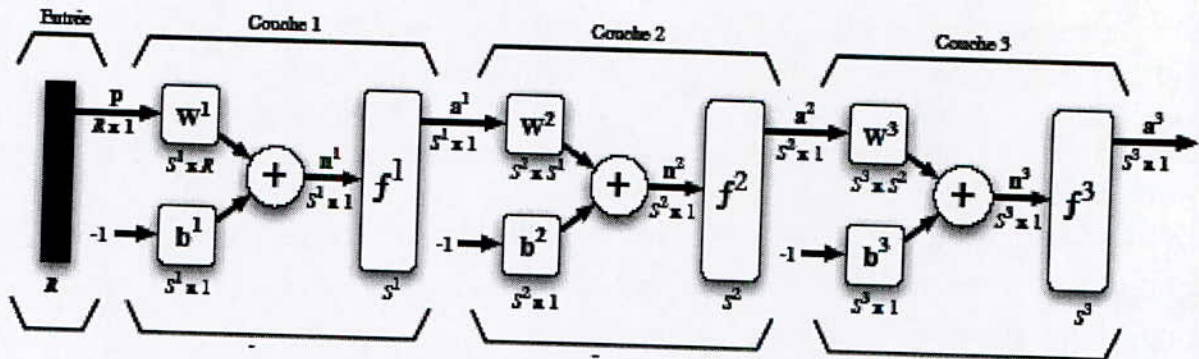 Entrée
Couche 1
Couche 2
Couche 3
p
R x 1
W¹
S¹ x R
-1
b¹
S¹ x 1
+
n¹
S¹ x 1
f¹
S¹
a¹
S¹ x 1
W²
S² x S¹
-1
b²
S² x 1
+
n²
S² x 1
f²
S²
a²
S² x 1
W³
S³ x S²
-1
b³
S³ x 1
+
n³
S³ x 1
f³
S³
a³
S³ x 1
R